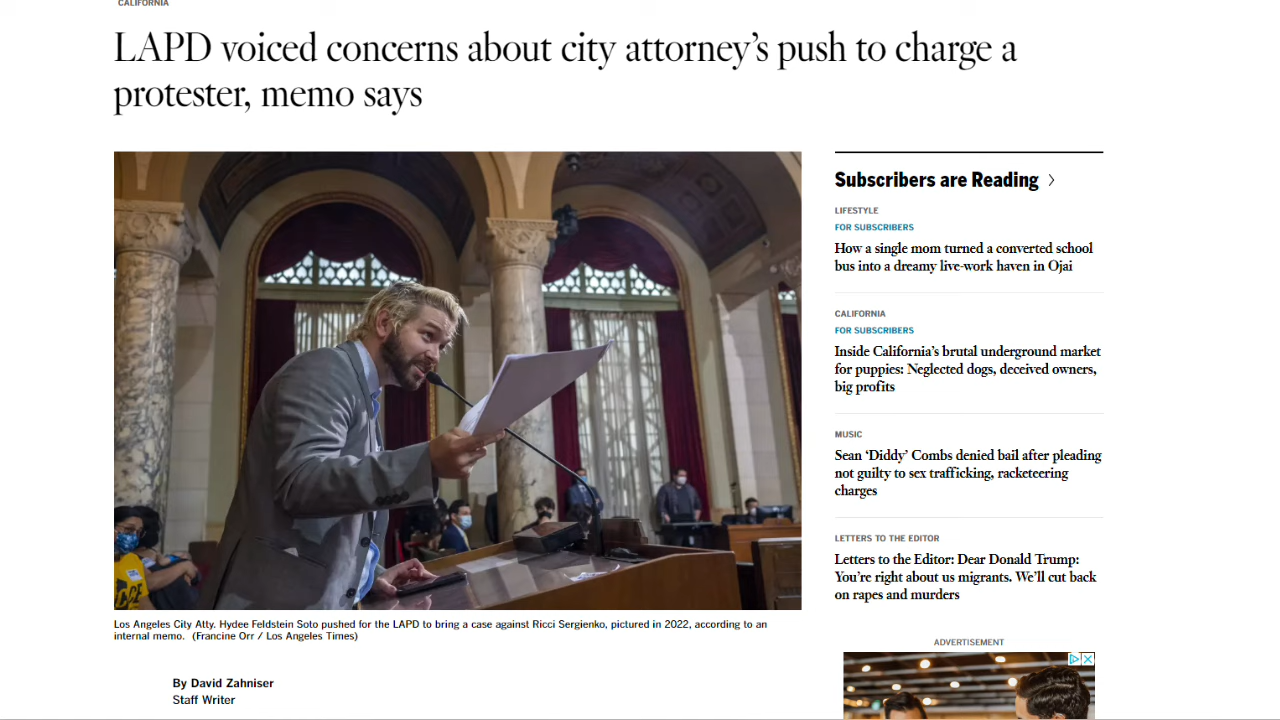 CALIFORNIA
LAPD voiced concerns about city attorney’s push to charge a
protester, memo says
Los Angeles City Atty. Hydee Feldstein Soto pushed for the LAPD to bring a case against Ricci Sergienko, pictured in 2022, according to an
internal memo. (Francine Orr / Los Angeles Times)
By David Zahniser
Staff Writer
Subscribers are Reading
LIFESTYLE
FOR SUBSCRIBERS
How a single mom turned a converted school
bus into a dreamy live-work haven in Ojai
CALIFORNIA
FOR SUBSCRIBERS
Inside California’s brutal underground market
for puppies: Neglected dogs, deceived owners,
big profits
MUSIC
Sean ‘Diddy’ Combs denied bail after pleading
not guilty to sex trafficking, racketeering
charges
LETTERS TO THE EDITOR
Letters to the Editor: Dear Donald Trump:
You’re right about us migrants. We’ll cut back
on rapes and murders
ADVERTISEMENT